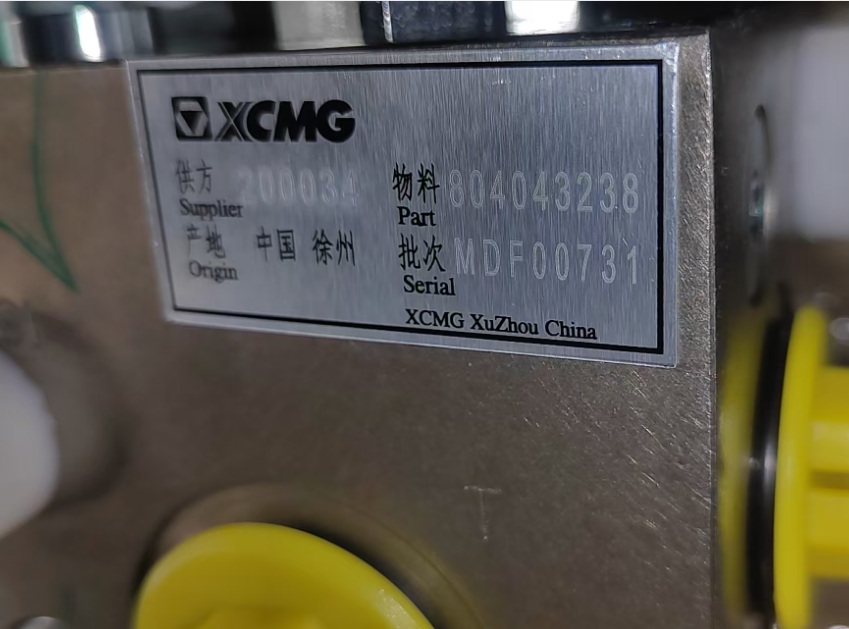 XCMG
供方 200034 物料 804043238
Supplier Part
产地 中国 徐州 批次 MDF00731
Origin Serial
XCMG XuZhou China
T